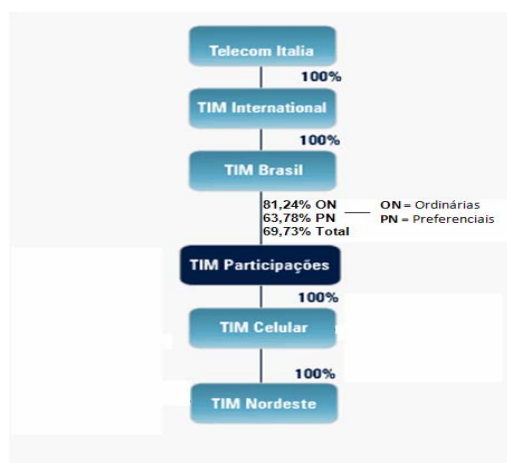 Telecom Italia
100%
TIM International
100%
TIM Brasil
81,24% ON
63,78% PN
69,73% Total
ON = Ordinárias
PN = Preferenciais
TIM Participações
100%
TIM Celular
100%
TIM Nordeste